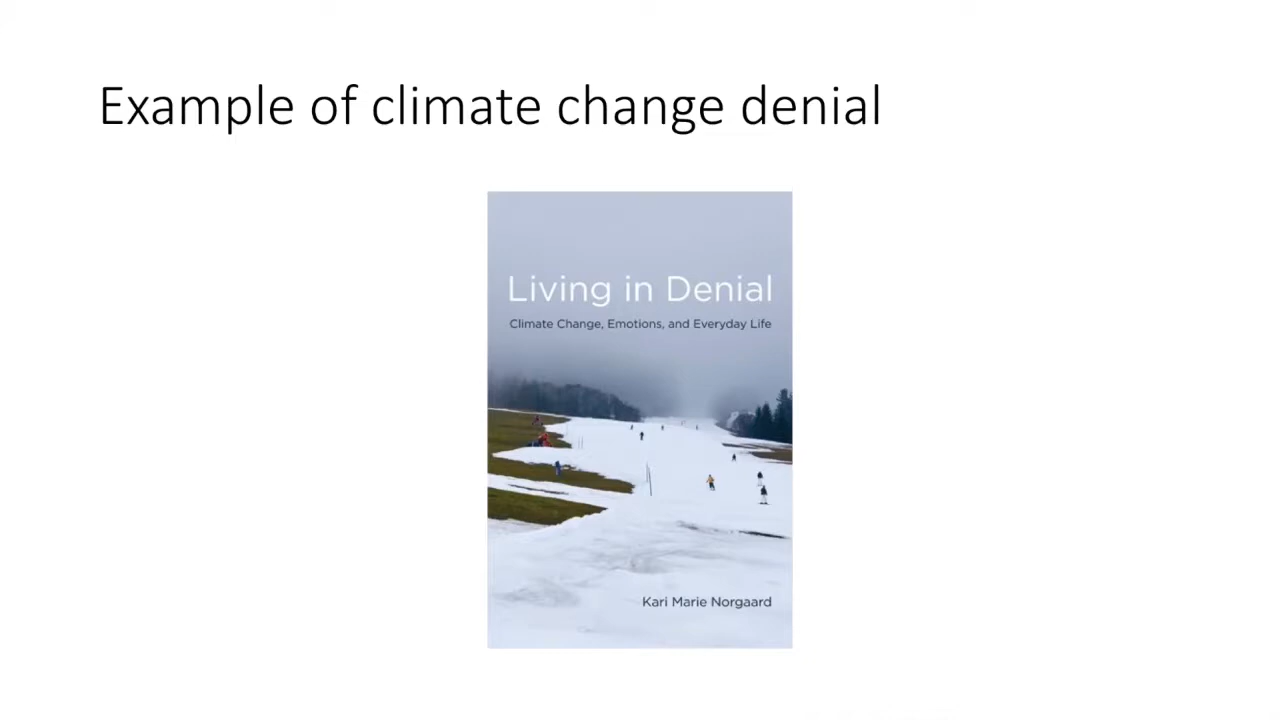 Example of climate change denial
Living in Denial
Climate Change, Emotions, and Everyday Life
Kari Marie Norgaard